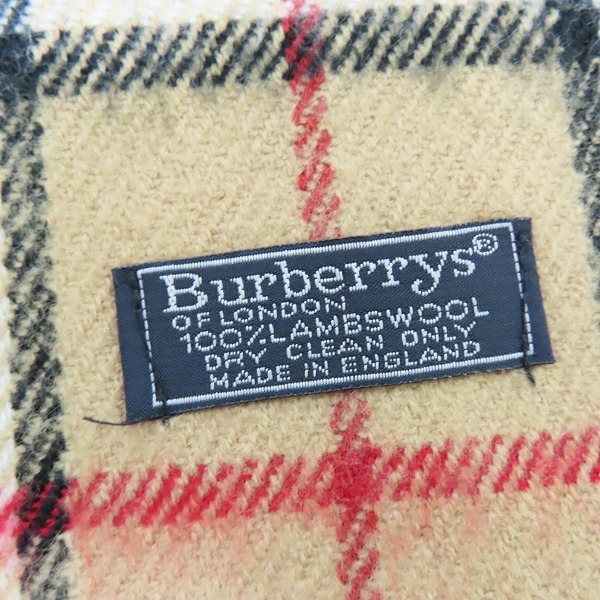 Burberrys®
OF LONDON
100% LAMBSWOOL
DRY CLEAN ONLY
MADE IN ENGLAND